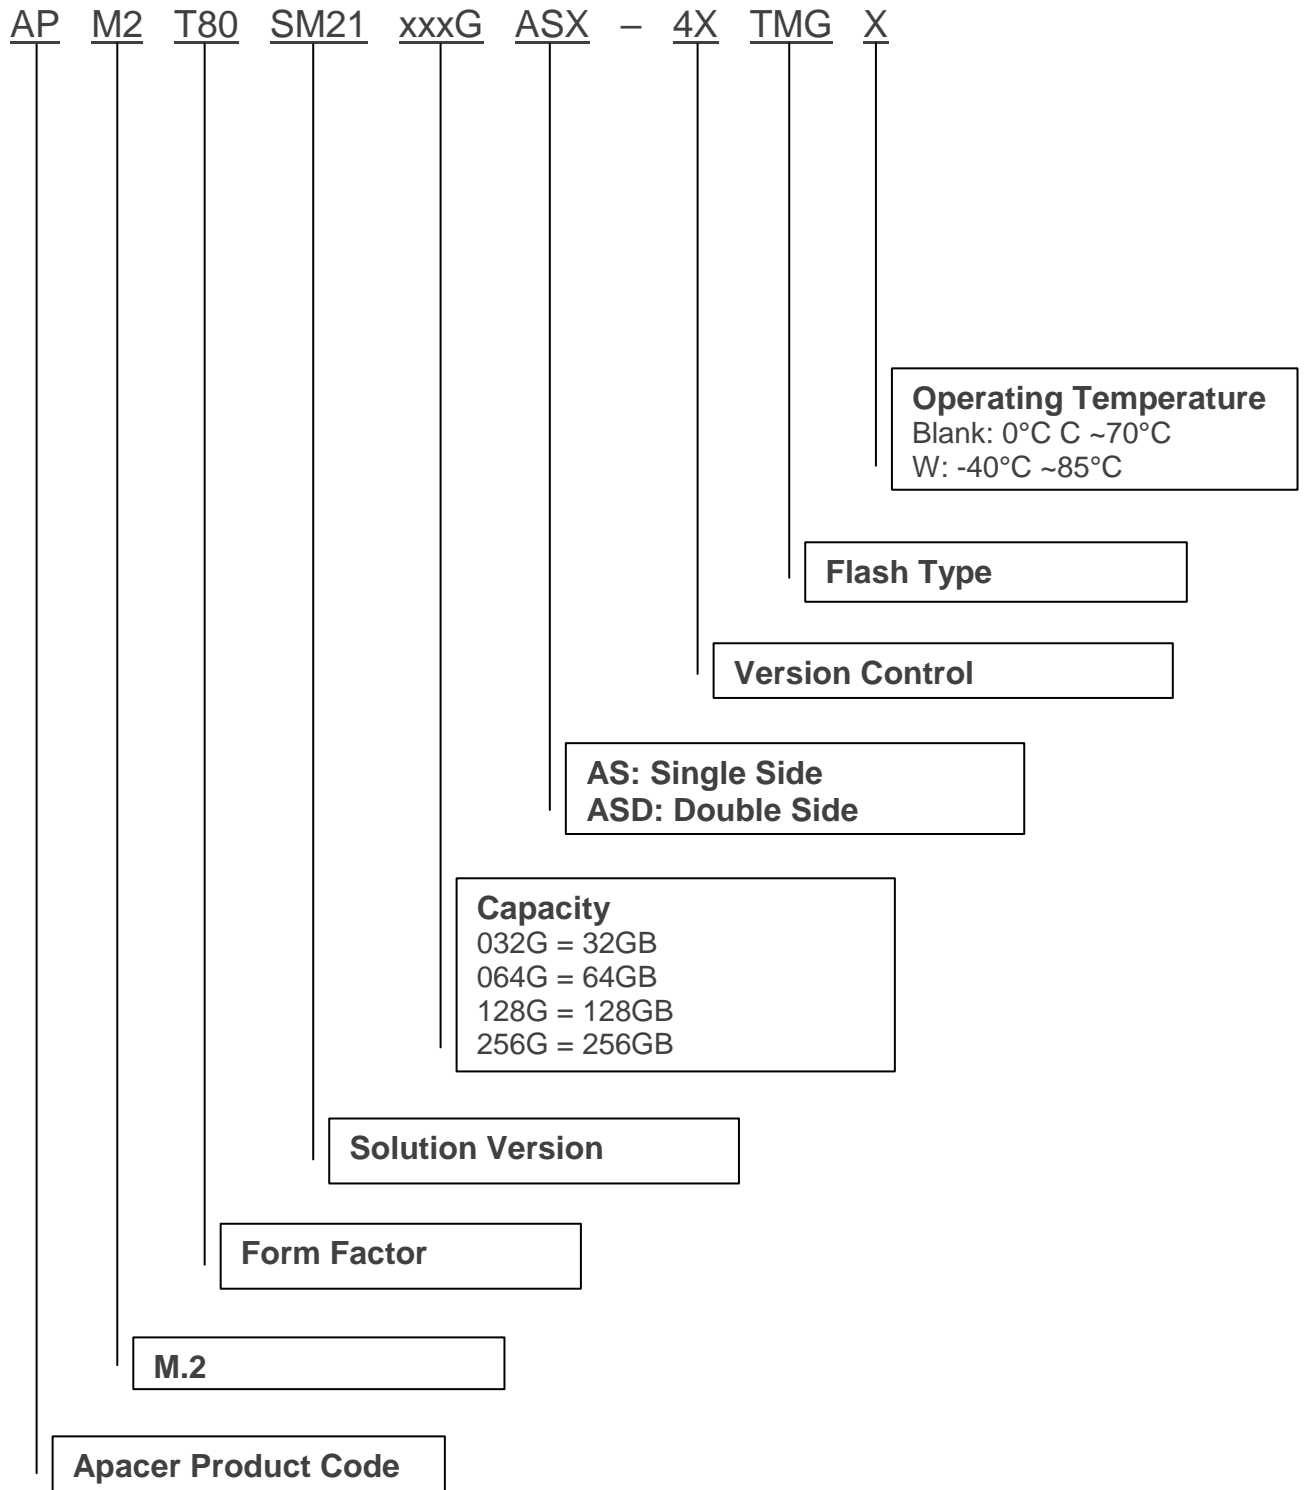 AP M2 T80 SM21 xxxG ASX – 4X TMG X
Operating Temperature
Blank: 0°C C ~70°C
W: -40°C ~85°C
Flash Type
Version Control
AS: Single Side
ASD: Double Side
Capacity
032G = 32GB
064G = 64GB
128G = 128GB
256G = 256GB
Solution Version
Form Factor
M.2
Apacer Product Code